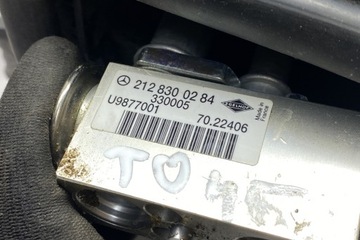 212 830 02 84
330005
U9877001
70.22406
Made in
France
TO